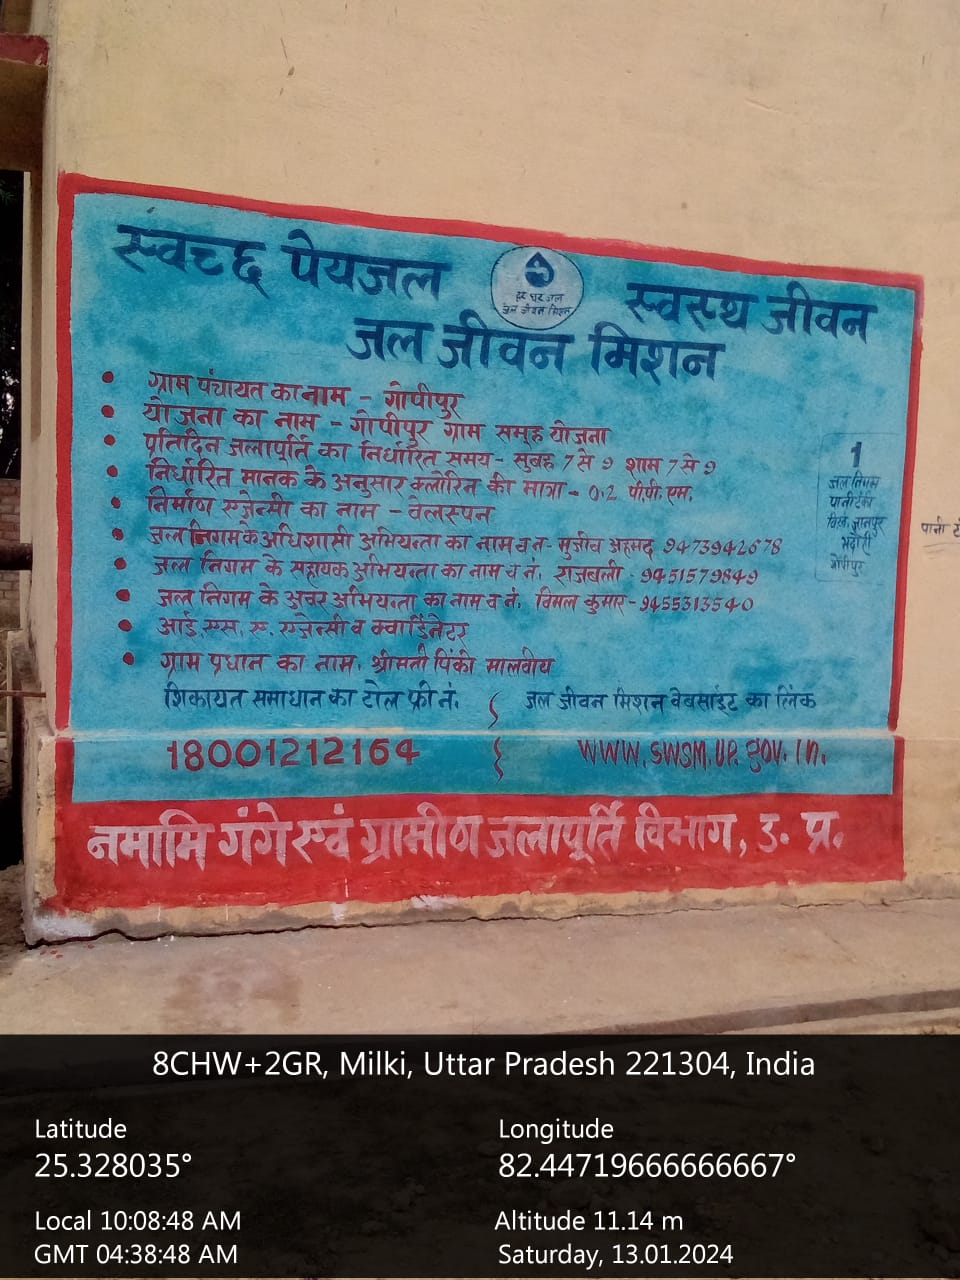 स्वच्छ पेयजल
हर घर जल
जल जीवन मिशन
स्वस्थ जीवन
जल जीवन मिशन
• ग्राम पंचायत का नाम - गोपीपुर
• योजना का नाम - गोपीपुर ग्राम समूह योजना
• प्रतिदिन जलापूर्ति का निर्धारित समय - सुबह 7 से 9 शाम 7 से 9
• निर्धारित मानक के अनुसार क्लोरिन की मात्रा - 0.2 पी.पी.एम.
• निर्माण एजेन्सी का नाम - वेलस्पन
• जल निगम के अधिशासी अभियन्ता का नाम व न - मुजीब अहमद 9473942678
• जल निगम के सहायक अभियन्ता का नाम व नं. राजबली - 9451579849
• जल निगम के अवर अभियन्ता का नाम व नं. विमल कुमार - 9455313540
• आई. एस. ए. एजेन्सी व क्वार्डिनेटर
• ग्राम प्रधान का नाम. श्रीमती पिंकी मालवीय
शिकायत समाधान का टोल फ्री नं.
जल जीवन मिशन वेबसाईट का लिंक
18001212164
WWW.SWSM.UP.gov.in.
नमामि गंगे एवं ग्रामीण जलापूर्ति विभाग, उ. प्र.
1
जल निगम
पानी टंकी
भदोही
गोपीपुर
पानी
8CHW+2GR, Milki, Uttar Pradesh 221304, India
Latitude
25.328035°
Longitude
82.44719666666667°
Local 10:08:48 AM
GMT 04:38:48 AM
Altitude 11.14 m
Saturday, 13.01.2024